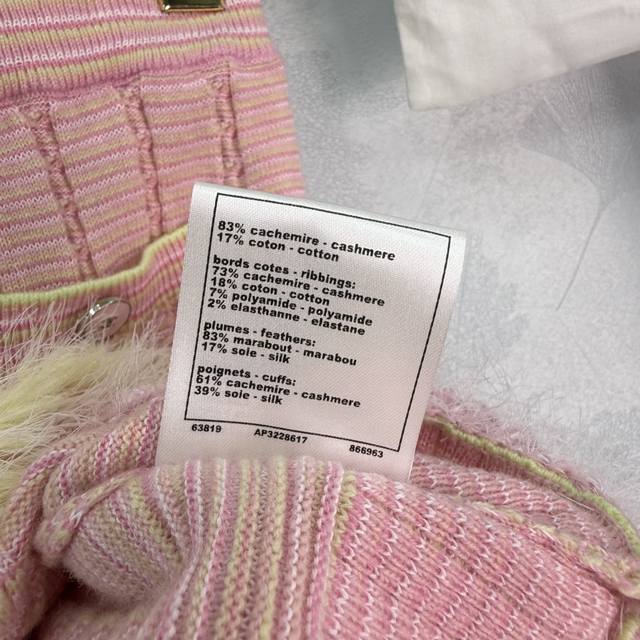 83% cachemire - cashmere
17% coton - cotton
bords cotes - ribbings:
73% cachemire - cashmere
18% coton - cotton
7% polyamide - polyamide
2% elasthanne - elastane
plumes - feathers:
83% marabout - marabou
17% soie - silk
poignets - cuffs:
61% cachemire - cashmere
39% soie - silk
63819 AP3228617 866963